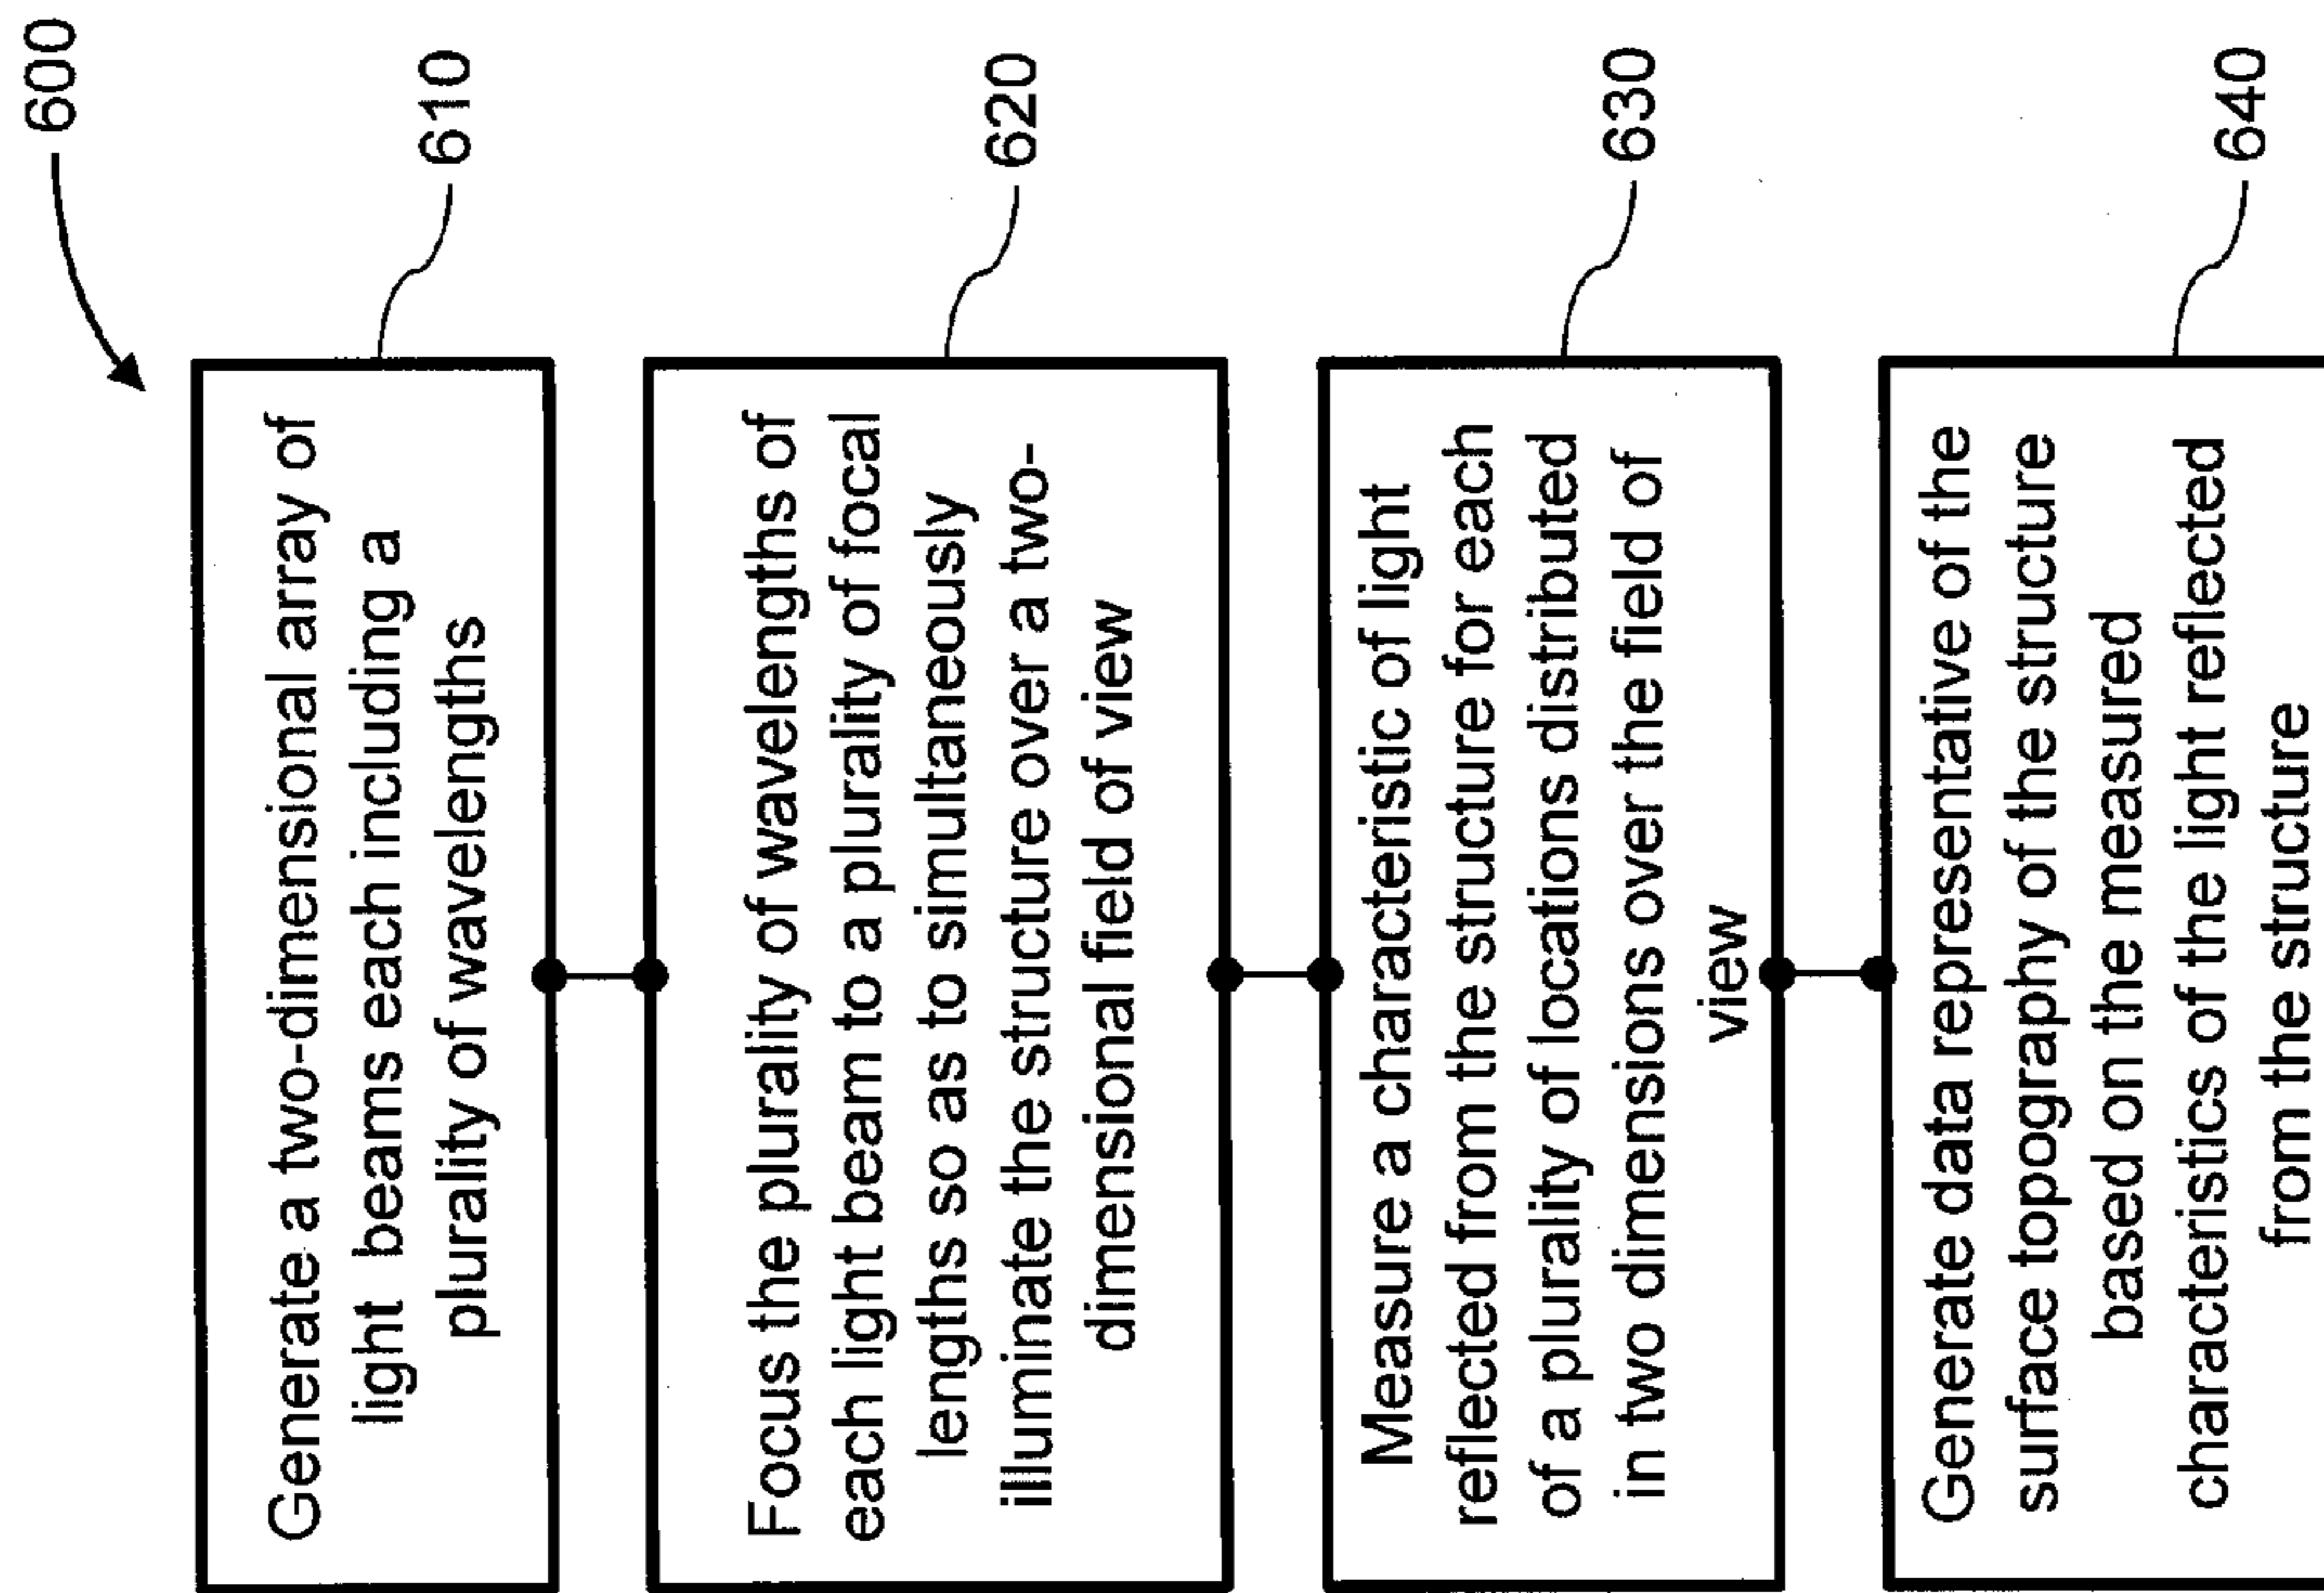 600
Generate a two-dimensional array of
light beams each including a
plurality of wavelengths
610
Focus the plurality of wavelengths of
each light beam to a plurality of focal
lengths so as to simultaneously
illuminate the structure over a two-
dimensional field of view
620
Measure a characteristic of light
reflected from the structure for each
of a plurality of locations distributed
in two dimensions over the field of
view
630
Generate data representative of the
surface topography of the structure
based on the measured
characteristics of the light reflected
from the structure
640